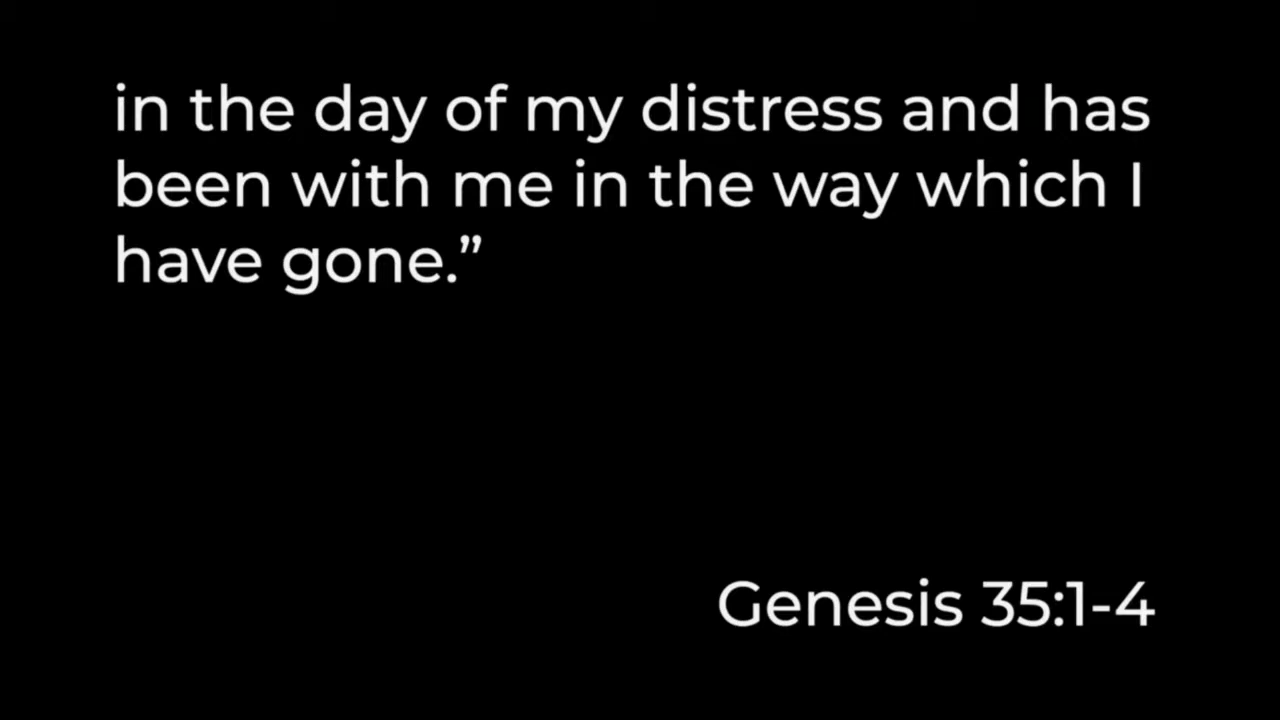 in the day of my distress and has
been with me in the way which I
have gone.”
Genesis 35:1-4